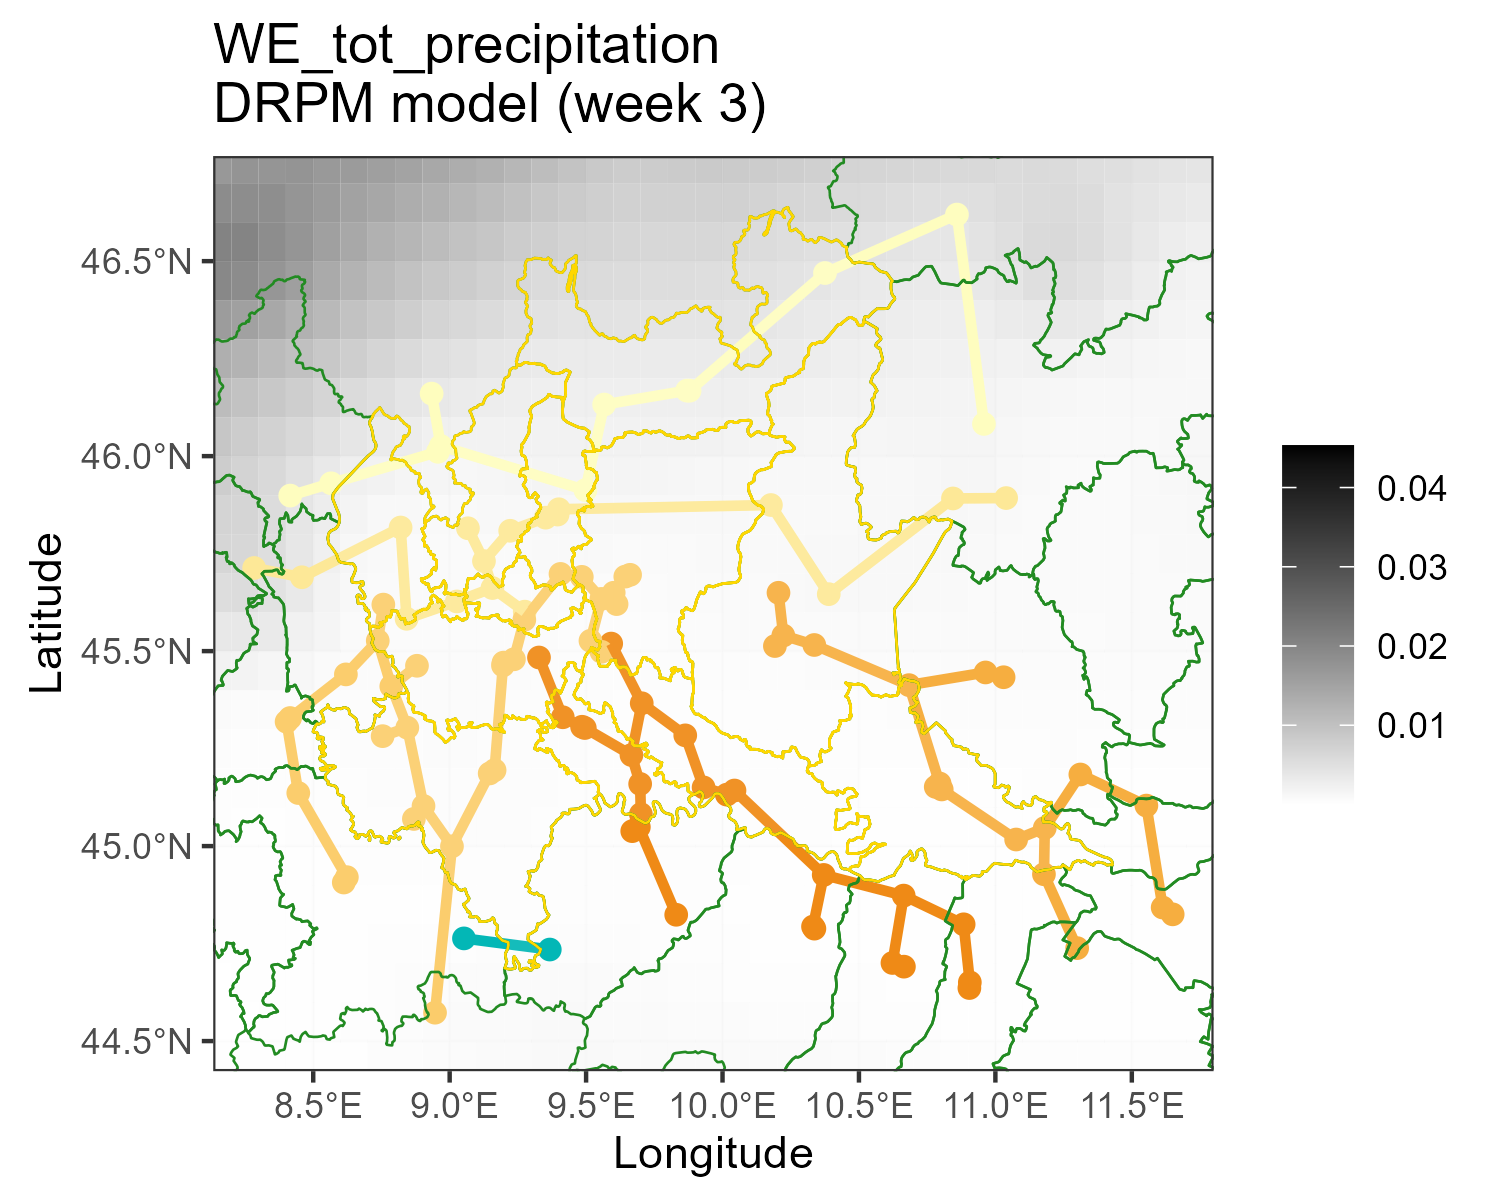 WE_tot_precipitation
DRPM model (week 3)
46.5°N
46.0°N
45.5°N
45.0°N
44.5°N
Latitude
8.5°E 9.0°E 9.5°E 10.0°E 10.5°E 11.0°E 11.5°E
Longitude
0.04
0.03
0.02
0.01